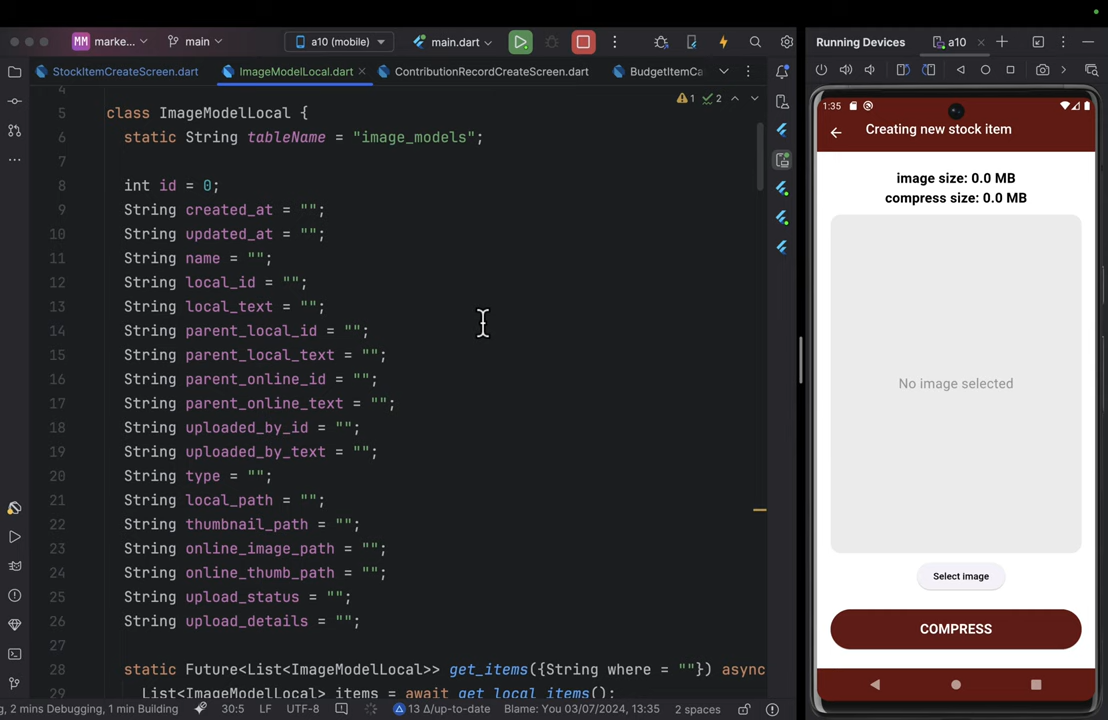 MM marke... main a10 (mobile) main.dart
Running Devices a10
StockItemCreateScreen.dart ImageModelLocal.dart ContributionRecordCreateScreen.dart BudgetItemCa
4
5 class ImageModelLocal { 1 2
6 static String tableName = "image_models";
7
8 int id = 0;
9 String created_at = "";
10 String updated_at = "";
11 String name = "";
12 String local_id = "";
13 String local_text = "";
14 String parent_local_id = "";
15 String parent_local_text = "";
16 String parent_online_id = "";
17 String parent_online_text = "";
18 String uploaded_by_id = "";
19 String uploaded_by_text = "";
20 String type = "";
21 String local_path = "";
22 String thumbnail_path = "";
23 String online_image_path = "";
24 String online_thumb_path = "";
25 String upload_status = "";
26 String upload_details = "";
27
28 static Future<List<ImageModelLocal>> get_items({String where = ""}) async
29 List<ImageModelLocal> items = await get_local_items();
g, 2 mins Debugging, 1 min Building 30:5 LF UTF-8 13 Δ/up-to-date Blame: You 03/07/2024, 13:35 2 spaces
1:35
Creating new stock item
image size: 0.0 MB
compress size: 0.0 MB
No image selected
Select image
COMPRESS